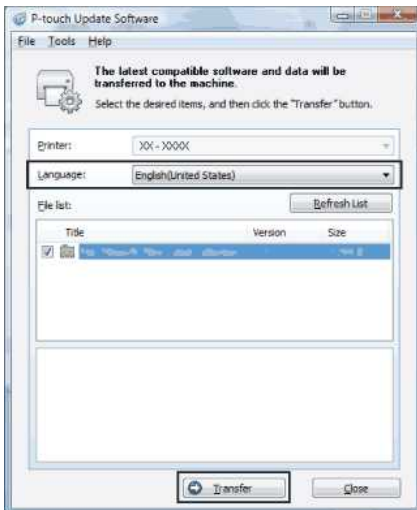 P-touch Update Software
File Tools Help
The latest compatible software and data will be
transferred to the machine.
Select the desired items, and then click the "Transfer" button.
Printer: XX-XXXX
Language: English(United States)
File list: Refresh List
Title Version Size
Transfer Close